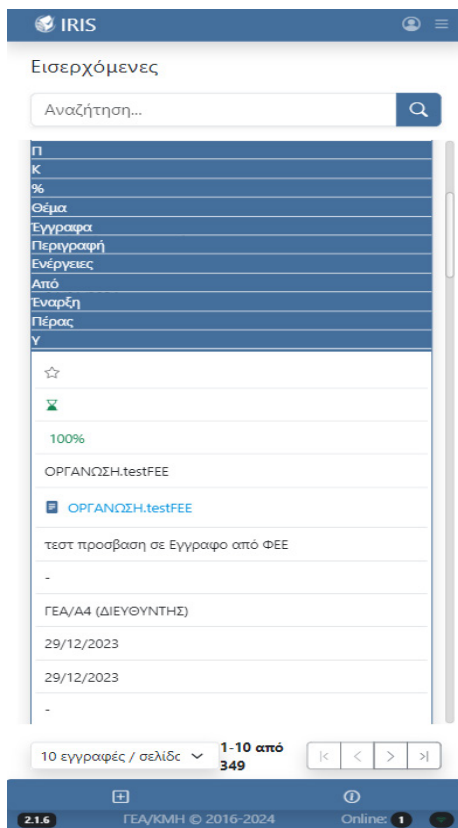 IRIS
Εισερχόμενες
Αναζήτηση...
Π
Κ
%
Θέμα
Έγγραφα
Περιγραφή
Ενέργειες
Από
Έναρξη
Πέρας
Υ
100%
ΟΡΓΑΝΩΣΗ.testFEE
ΟΡΓΑΝΩΣΗ.testFEE
τεστ προσβαση σε Εγγραφο από ΦΕΕ
-
ΓΕΑ/Α4 (ΔΙΕΥΘΥΝΤΗΣ)
29/12/2023
29/12/2023
-
10 εγγραφές / σελίδα
1-10 από
349
2.1.6 ΓΕΑ/ΚΜΗ © 2016-2024 Online: 1